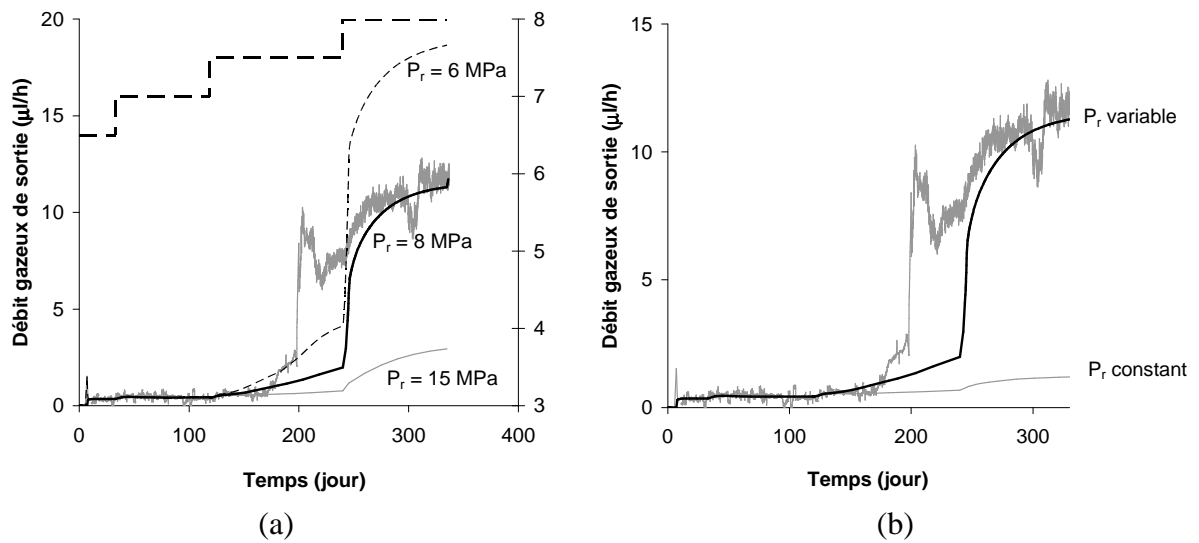 Débit gazeux de sortie (µl/h)
20
15
10
5
0
8
7
6
5
4
3
P_r = 6 MPa
P_r = 8 MPa
P_r = 15 MPa
0 100 200 300 400
Temps (jour)
(a)
Débit gazeux de sortie (µl/h)
15
10
5
0
P_r variable
P_r constant
0 100 200 300
Temps (jour)
(b)